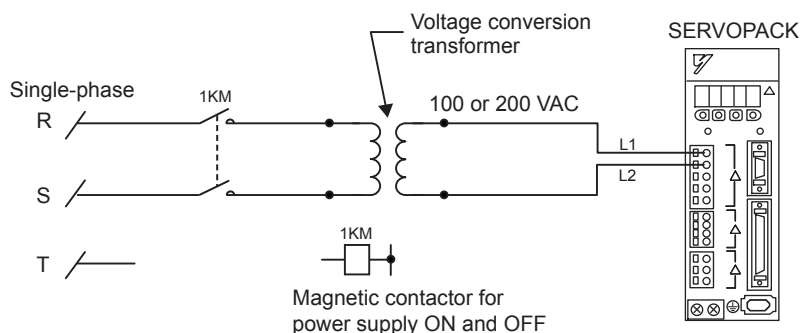 Voltage conversion
transformer
SERVOPACK
Single-phase
1KM
100 or 200 VAC
R
L1
L2
S
T
1KM
Magnetic contactor for
power supply ON and OFF